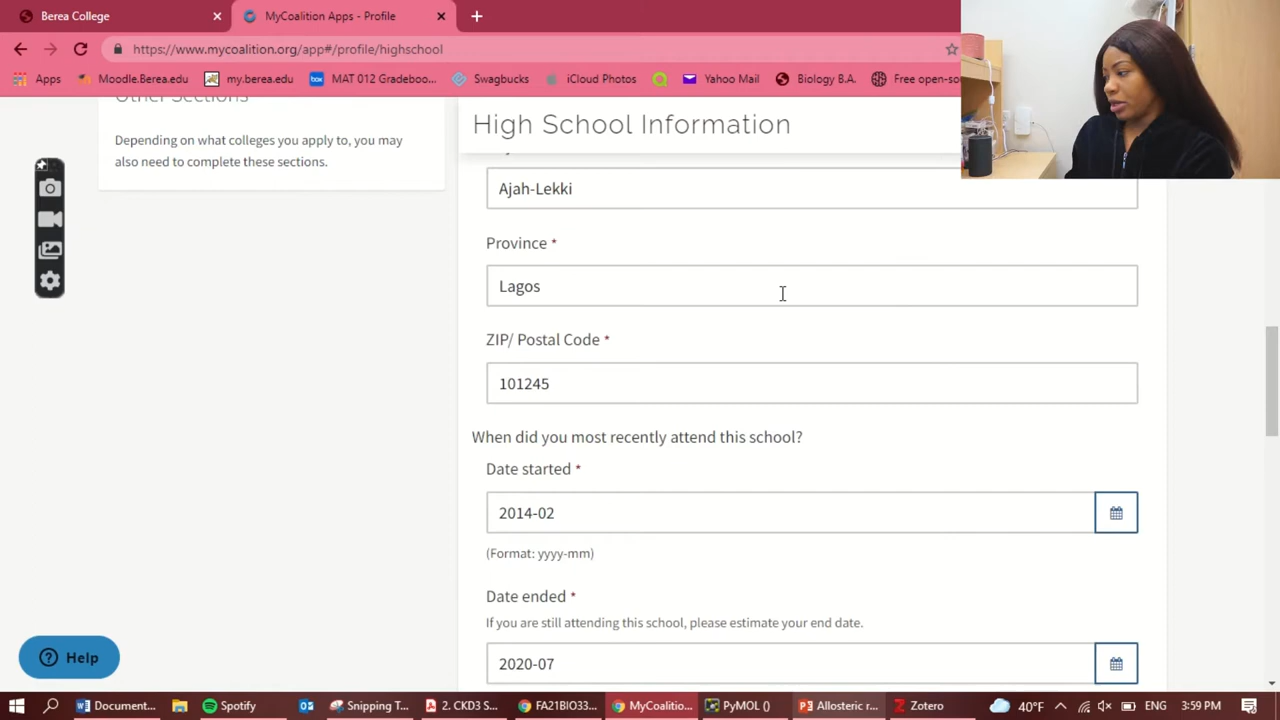 Berea College
MyCoalition Apps - Profile
https://www.mycoalition.org/app#/profile/highschool
Apps
Moodle.Berea.edu
my.berea.edu
box
MAT 012 Gradeboo...
Swagbucks
iCloud Photos
Yahoo Mail
Biology B.A.
Free open-so
Other Sections
Depending on what colleges you apply to, you may
also need to complete these sections.
High School Information
Ajah-Lekki
Province *
Lagos
ZIP/ Postal Code *
101245
When did you most recently attend this school?
Date started *
2014-02
(Format: yyyy-mm)
Date ended *
If you are still attending this school, please estimate your end date.
2020-07
Help
Document...
Spotify
Snipping T...
2. CKD3 S...
FA21BIO33...
MyCoalitio...
PyMOL ()
Allosteric r...
Zotero
40°F
ENG
3:59 PM